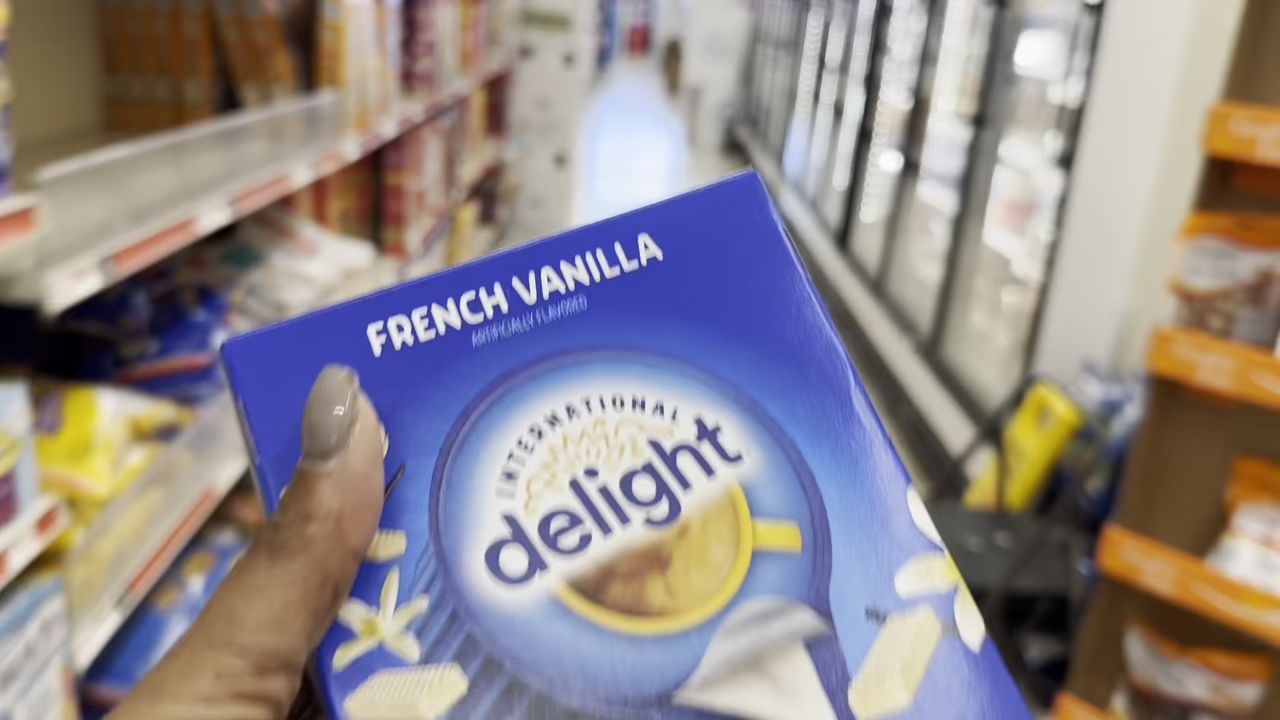 FRENCH VANILLA
ARTIFICIALLY FLAVORED
INTERNATIONAL
delight